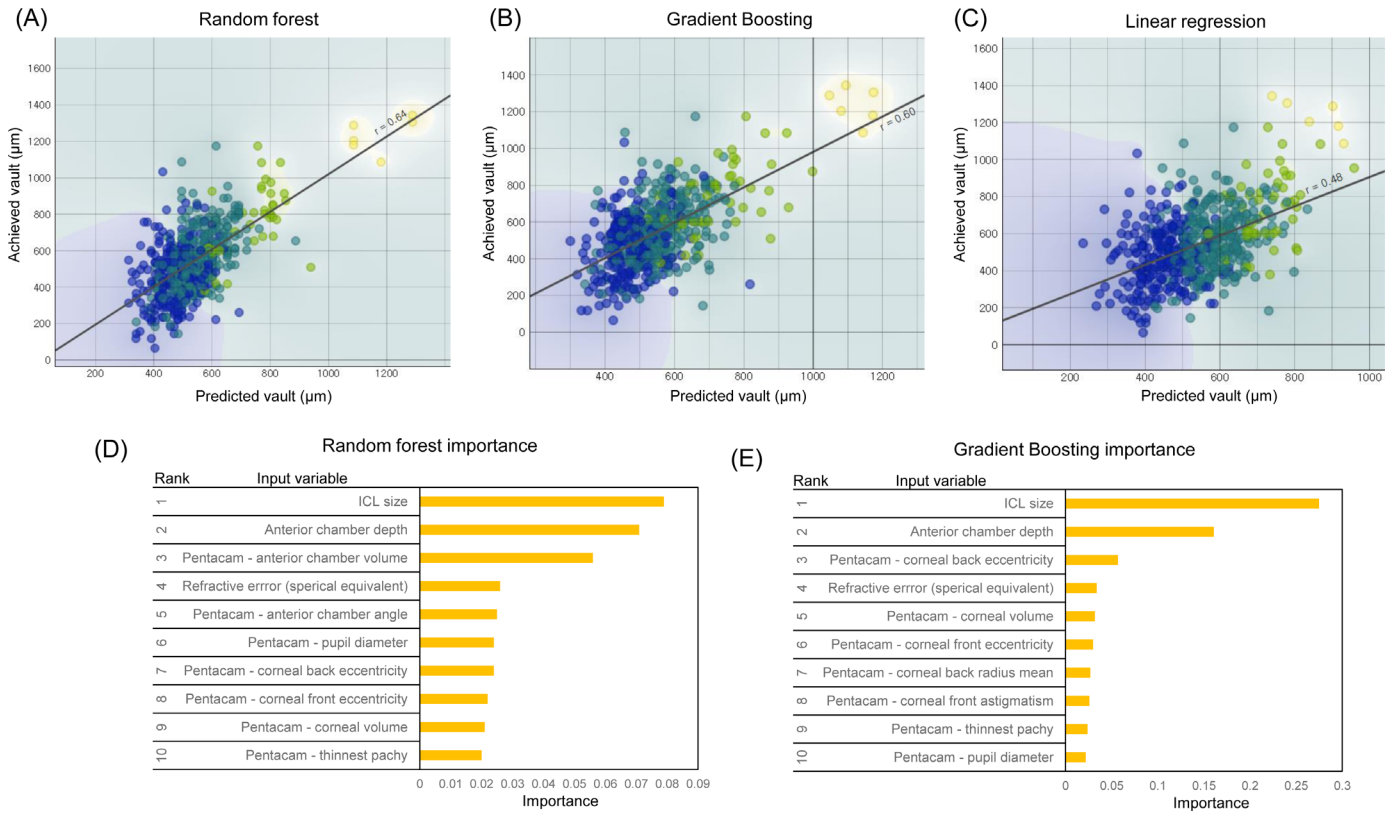 (A)
Random forest
Achieved vault (µm)
1600
1400
1200
1000
800
600
400
200
0
r = 0.64
200
400
600
800
1000
1200
1400
Predicted vault (µm)
(B)
Gradient Boosting
Achieved vault (µm)
1400
1200
1000
800
600
400
200
0
r = 0.60
400
600
800
1000
1200
Predicted vault (µm)
(C)
Linear regression
Achieved vault (µm)
1600
1400
1200
1000
800
600
400
200
0
r = 0.48
200
400
600
800
1000
Predicted vault (µm)
(D)
Random forest importance
Rank Input variable
1 ICL size
2 Anterior chamber depth
3 Pentacam - anterior chamber volume
4 Refractive errror (sperical equivalent)
5 Pentacam - anterior chamber angle
6 Pentacam - pupil diameter
7 Pentacam - corneal back eccentricity
8 Pentacam - corneal front eccentricity
9 Pentacam - corneal volume
10 Pentacam - thinnest pachy
0 0.01 0.02 0.03 0.04 0.05 0.06 0.07 0.08 0.09
Importance
(E)
Gradient Boosting importance
Rank Input variable
1 ICL size
2 Anterior chamber depth
3 Pentacam - corneal back eccentricity
4 Refractive errror (sperical equivalent)
5 Pentacam - corneal volume
6 Pentacam - corneal front eccentricity
7 Pentacam - corneal back radius mean
8 Pentacam - corneal front astigmatism
9 Pentacam - thinnest pachy
10 Pentacam - pupil diameter
0 0.05 0.1 0.15 0.2 0.25 0.3
Importance